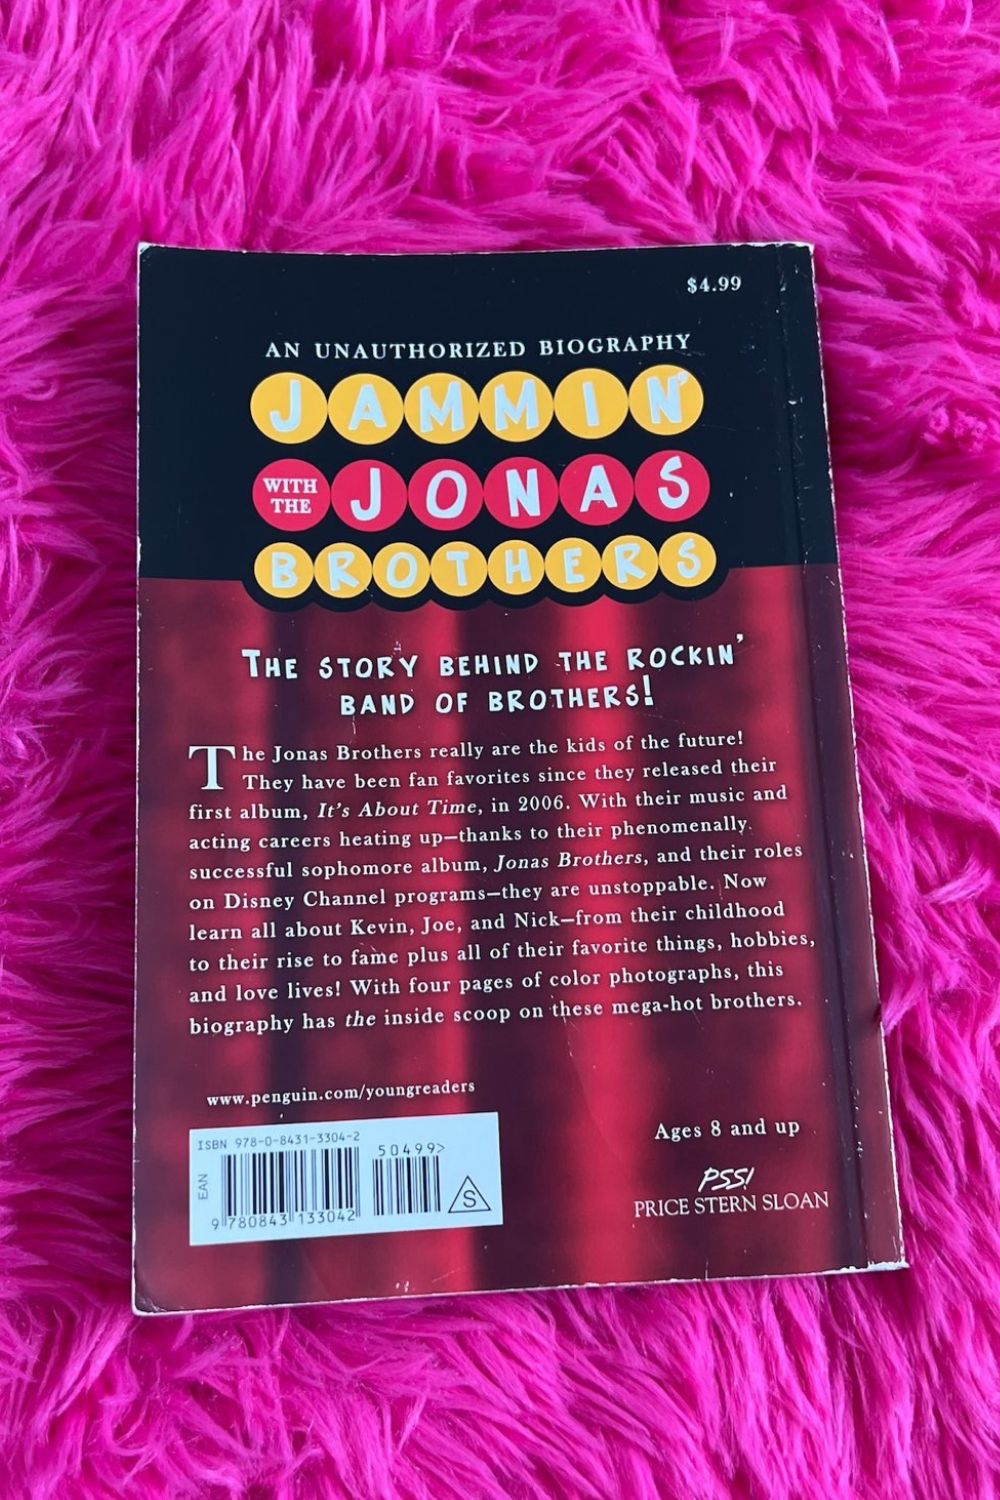 $4.99
AN UNAUTHORIZED BIOGRAPHY
JAMMIN'
WITH THE JONAS
BROTHERS
THE STORY BEHIND THE ROCKIN'
BAND OF BROTHERS!
The Jonas Brothers really are the kids of the future!
They have been fan favorites since they released their
first album, It's About Time, in 2006. With their music and
acting careers heating up—thanks to their phenomenally
successful sophomore album, Jonas Brothers, and their roles
on Disney Channel programs—they are unstoppable. Now
learn all about Kevin, Joe, and Nick—from their childhood
to their rise to fame plus all of their favorite things, hobbies,
and love lives! With four pages of color photographs, this
biography has the inside scoop on these mega-hot brothers.
www.penguin.com/youngreaders
ISBN 978-0-8431-3304-2
50499>
EAN
9 780843 133042
S
Ages 8 and up
PSS!
PRICE STERN SLOAN